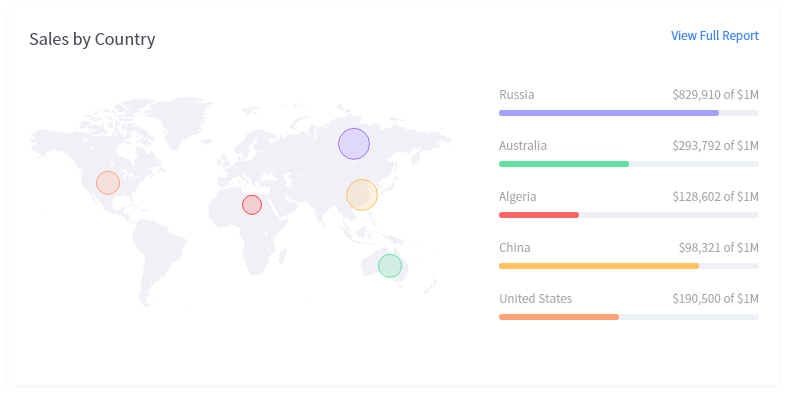 Sales by Country
View Full Report
Russia $829,910 of $1M
Australia $293,792 of $1M
Algeria $128,602 of $1M
China $98,321 of $1M
United States $190,500 of $1M